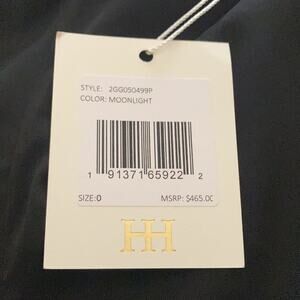 STYLE: 2GG050499P
COLOR: MOONLIGHT
1 91371 65922 2
SIZE: 0 MSRP: $465.00
HH